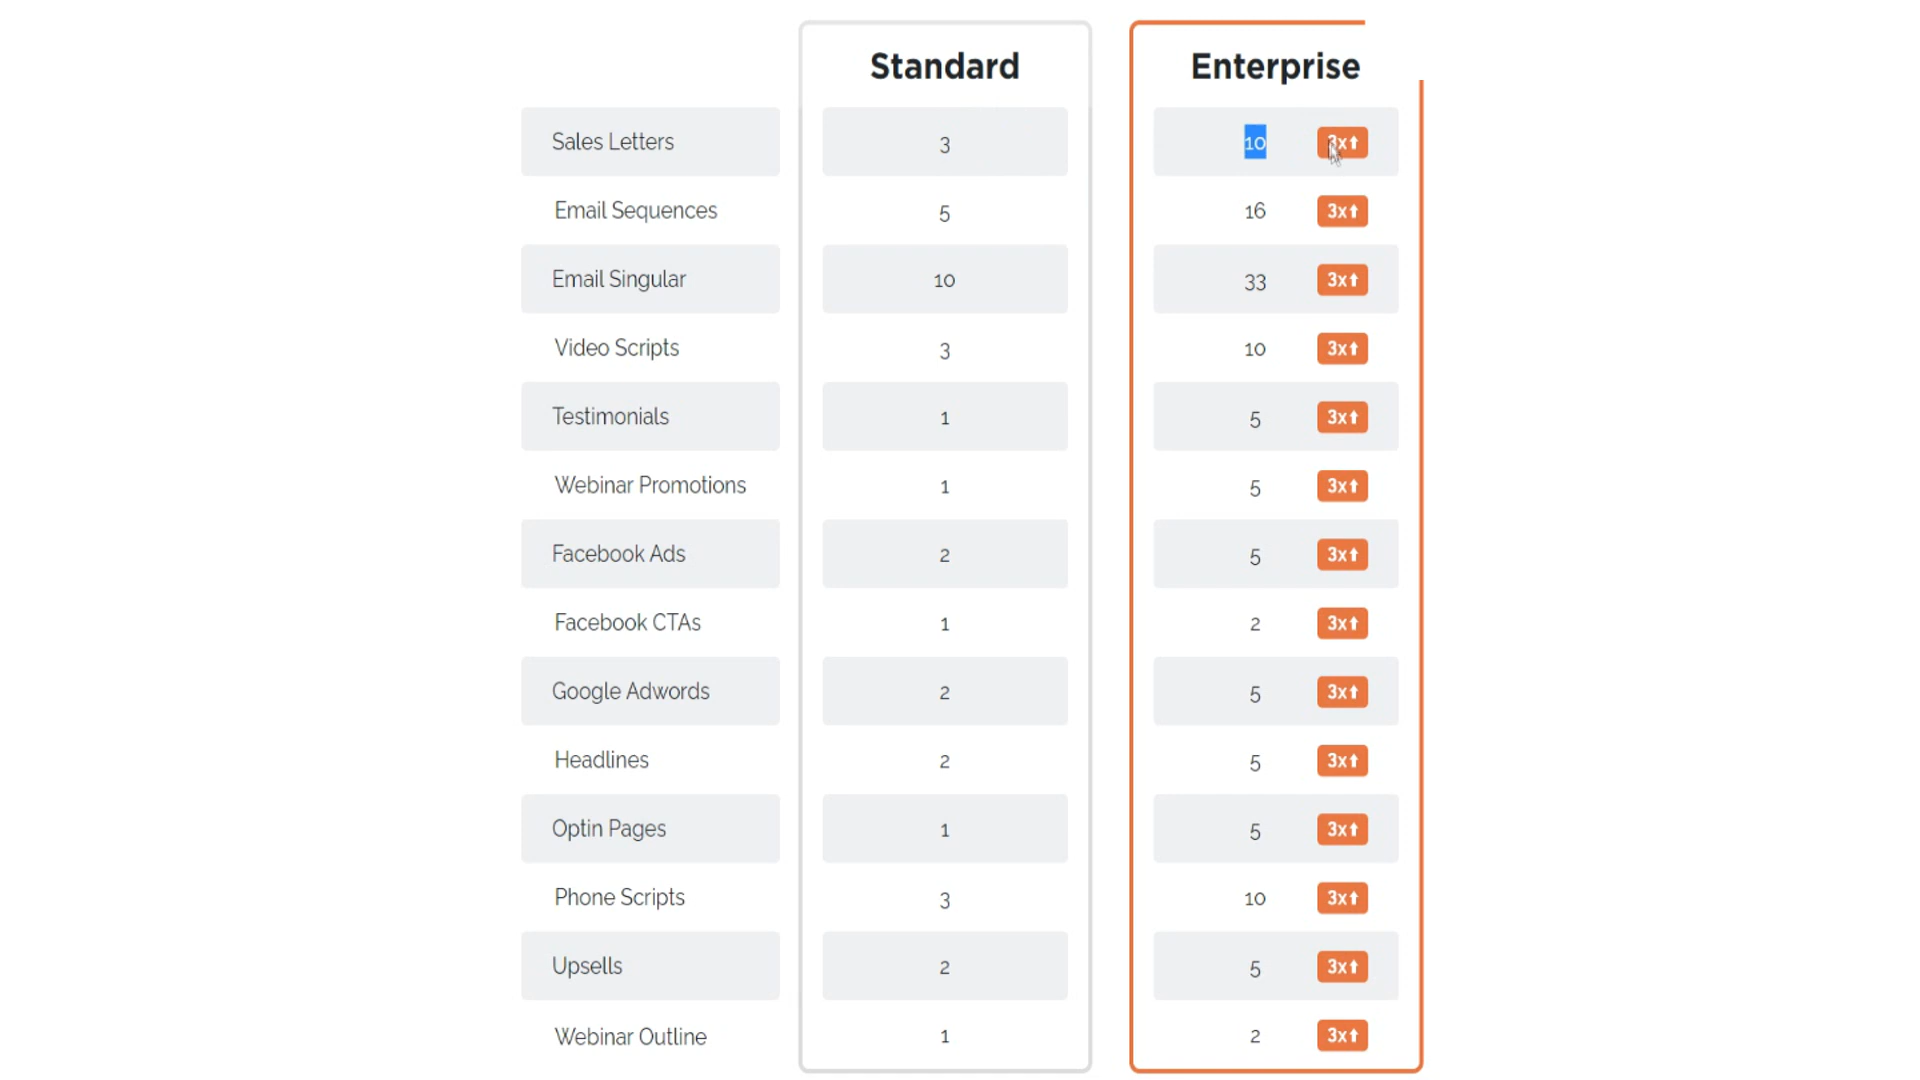 Standard Enterprise
Sales Letters 3 10 3x⬆
Email Sequences 5 16 3x⬆
Email Singular 10 33 3x⬆
Video Scripts 3 10 3x⬆
Testimonials 1 5 3x⬆
Webinar Promotions 1 5 3x⬆
Facebook Ads 2 5 3x⬆
Facebook CTAs 1 2 3x⬆
Google Adwords 2 5 3x⬆
Headlines 2 5 3x⬆
Optin Pages 1 5 3x⬆
Phone Scripts 3 10 3x⬆
Upsells 2 5 3x⬆
Webinar Outline 1 2 3x⬆